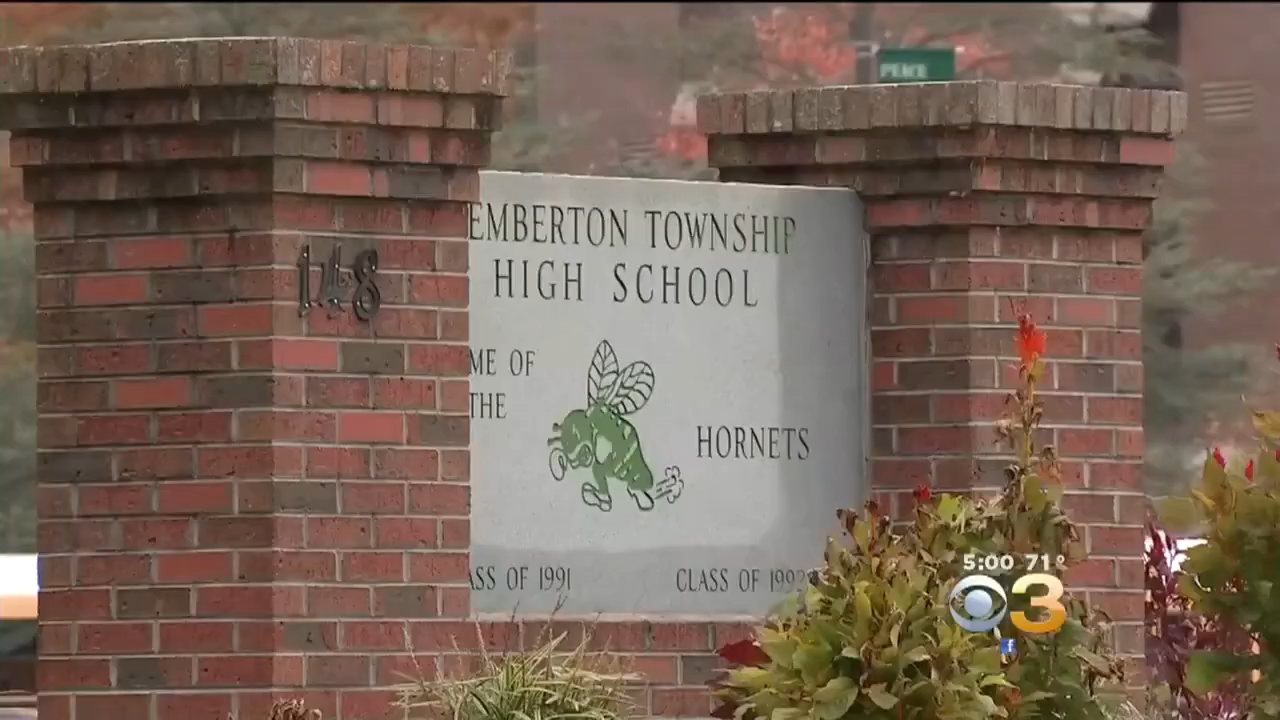 PEMB
148
EMBERTON TOWNSHIP
HIGH SCHOOL
ME OF
THE
HORNETS
ASS OF 1991
CLASS OF 1992
5:00 71°
3
f